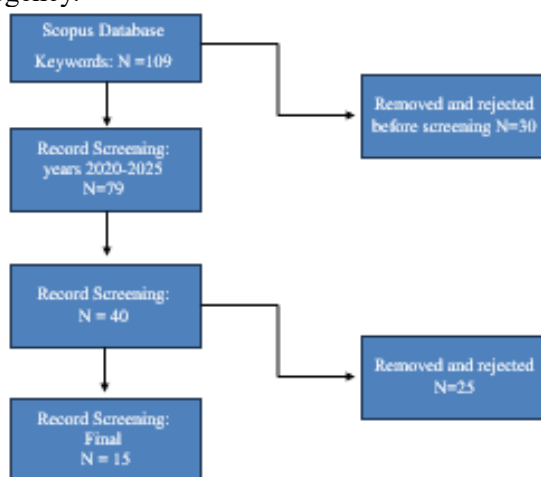 Scopus Database
Keywords: N =109
Removed and rejected
before screening N=30
Record Screening:
years 2020-2025
N=79
Record Screening:
N = 40
Removed and rejected
N=25
Record Screening:
Final
N = 15